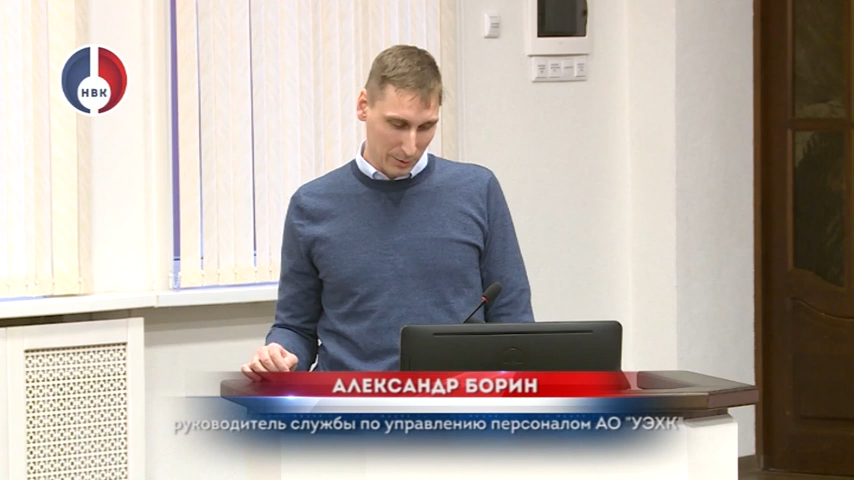 НВК
АЛЕКСАНДР БОРИН
руководитель службы по управлению персоналом АО "УЭХК"